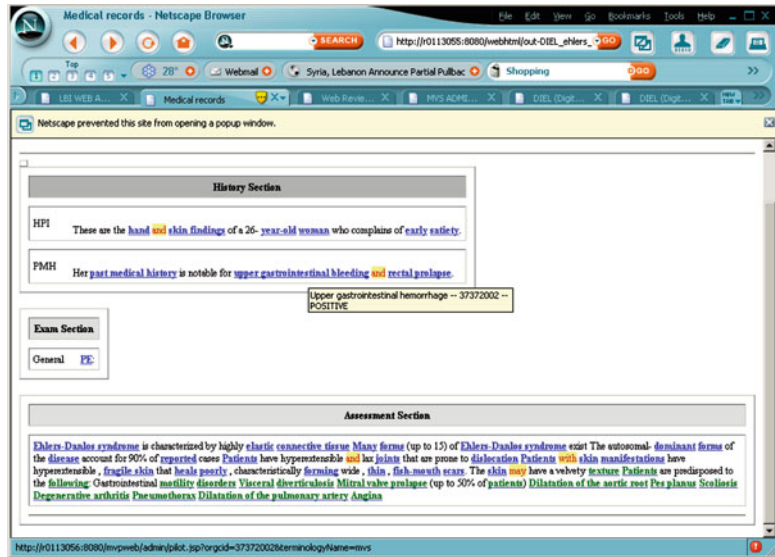 Medical records - Netscape Browser
File Edit View Go Bookmarks Tools Help
N
SEARCH
http://r0113055:8080/webhtml/out-DIEL_ehlers_
GO
Top
28°
Webmail
Syria, Lebanon Announce Partial Pullbac
Shopping
GO
LBI WEB A...
Medical records
Web Revie...
MVS ADMI...
DIEL (Digit...
DIEL (Digit...
NEW TAB
Netscape prevented this site from opening a popup window.
History Section
HPI
These are the hand and skin findings of a 26- year-old woman who complains of early satiety.
PMH
Her past medical history is notable for upper gastrointestinal bleeding and rectal prolapse.
Upper gastrointestinal hemorrhage -- 37372002 --
POSITIVE
Exam Section
General PE:
Assessment Section
Ehlers-Danlos syndrome is characterized by highly elastic connective tissue Many forms (up to 15) of Ehlers-Danlos syndrome exist The autosomal- dominant forms of
the disease account for 90% of reported cases Patients have hyperextensible and lax joints that are prone to dislocation Patients with skin manifestations have
hyperextensible , fragile skin that heals poorly , characteristically forming wide , thin , fish-mouth scars. The skin may have a velvety texture Patients are predisposed to
the following: Gastrointestinal motility disorders Visceral diverticulosis Mitral valve prolapse (up to 50% of patients) Dilatation of the aortic root Pes planus Scoliosis
Degenerative arthritis Pneumothorax Dilatation of the pulmonary artery Angina
http://r0113056:8080/mvpweb/admin/pilot.jsp?orgcid=37372002&terminologyName=mvs